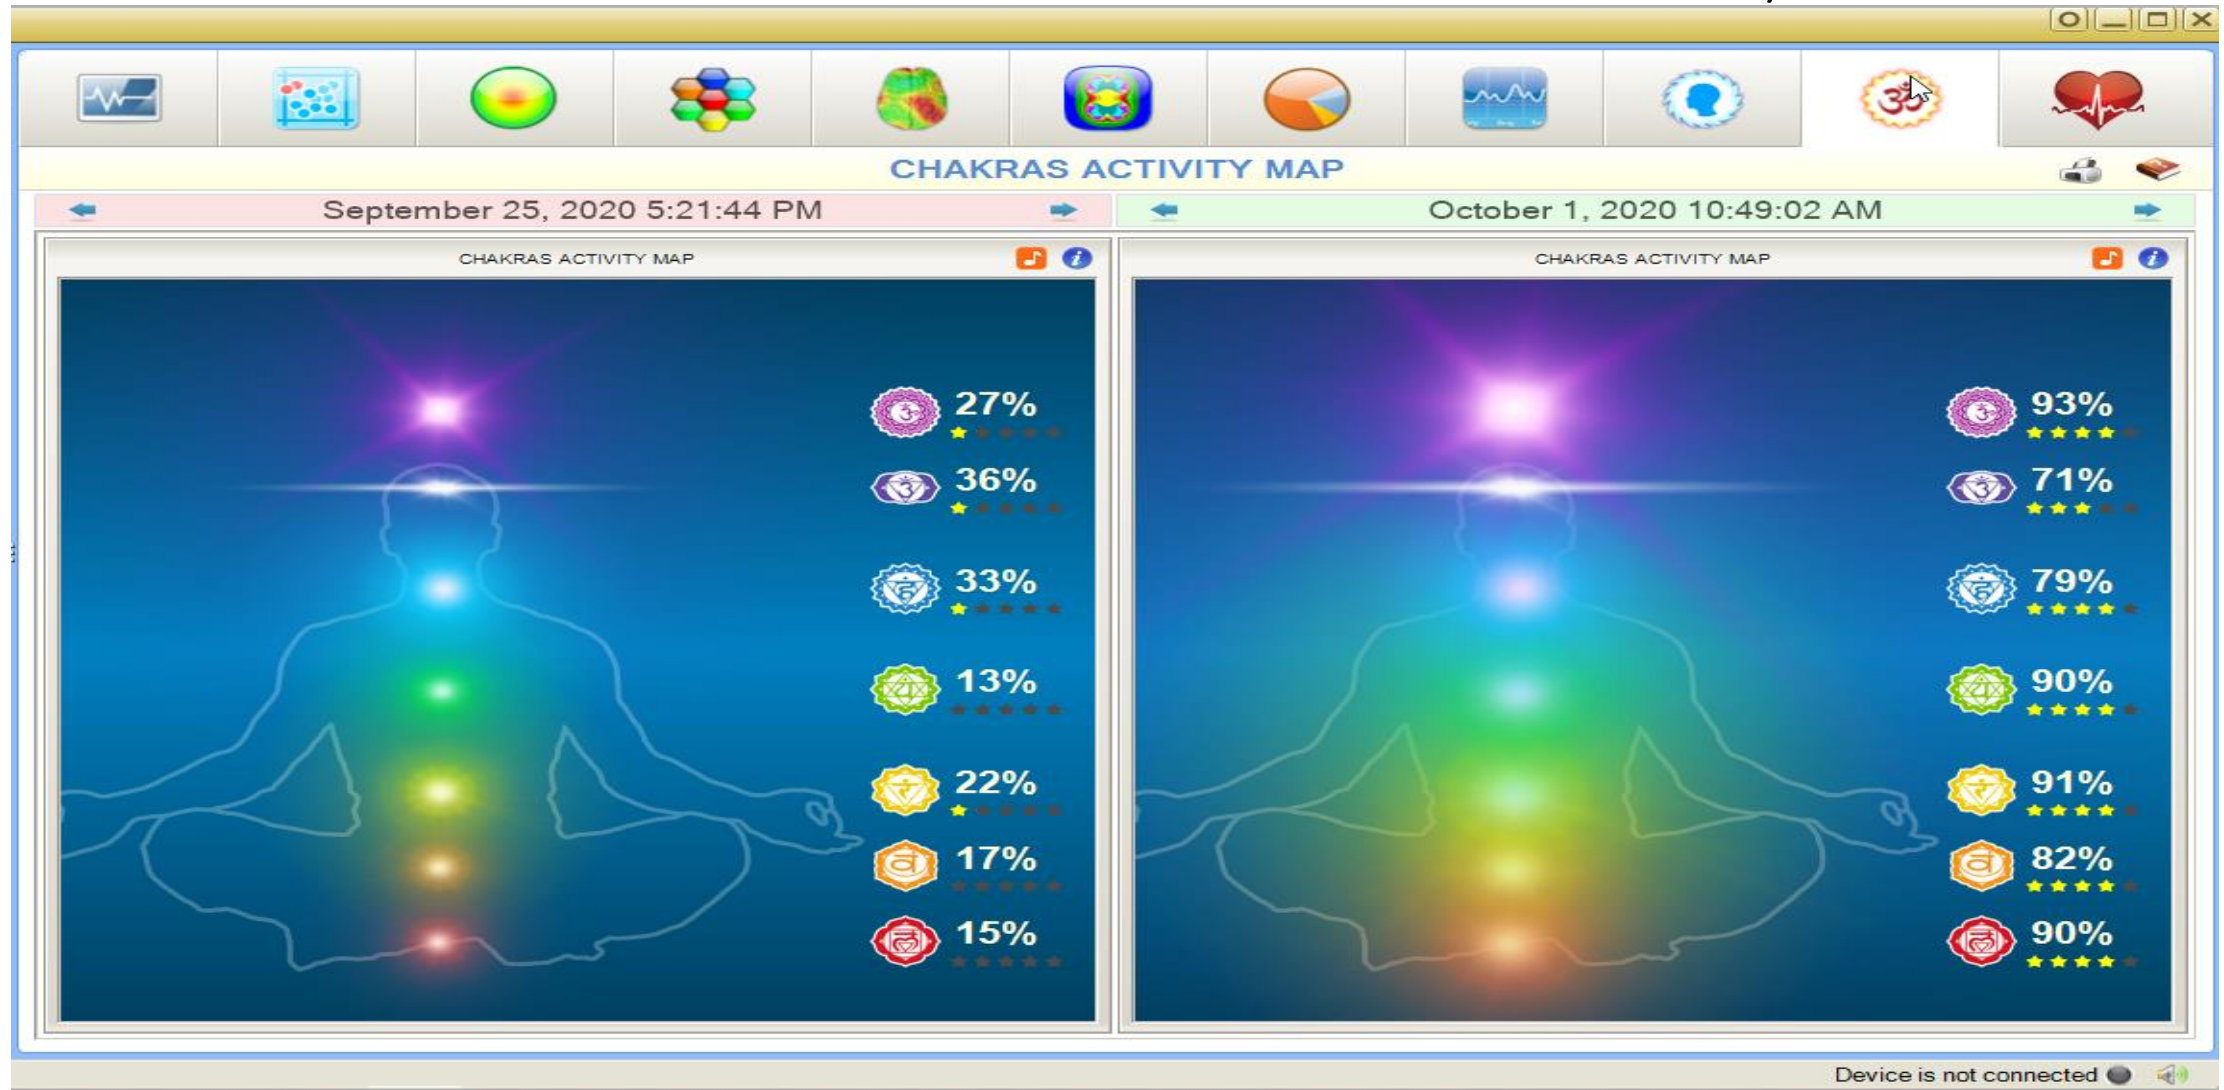 CHAKRAS ACTIVITY MAP
September 25, 2020 5:21:44 PM
October 1, 2020 10:49:02 AM
CHAKRAS ACTIVITY MAP
27%
36%
33%
13%
22%
17%
15%
CHAKRAS ACTIVITY MAP
93%
71%
79%
90%
91%
82%
90%
Device is not connected